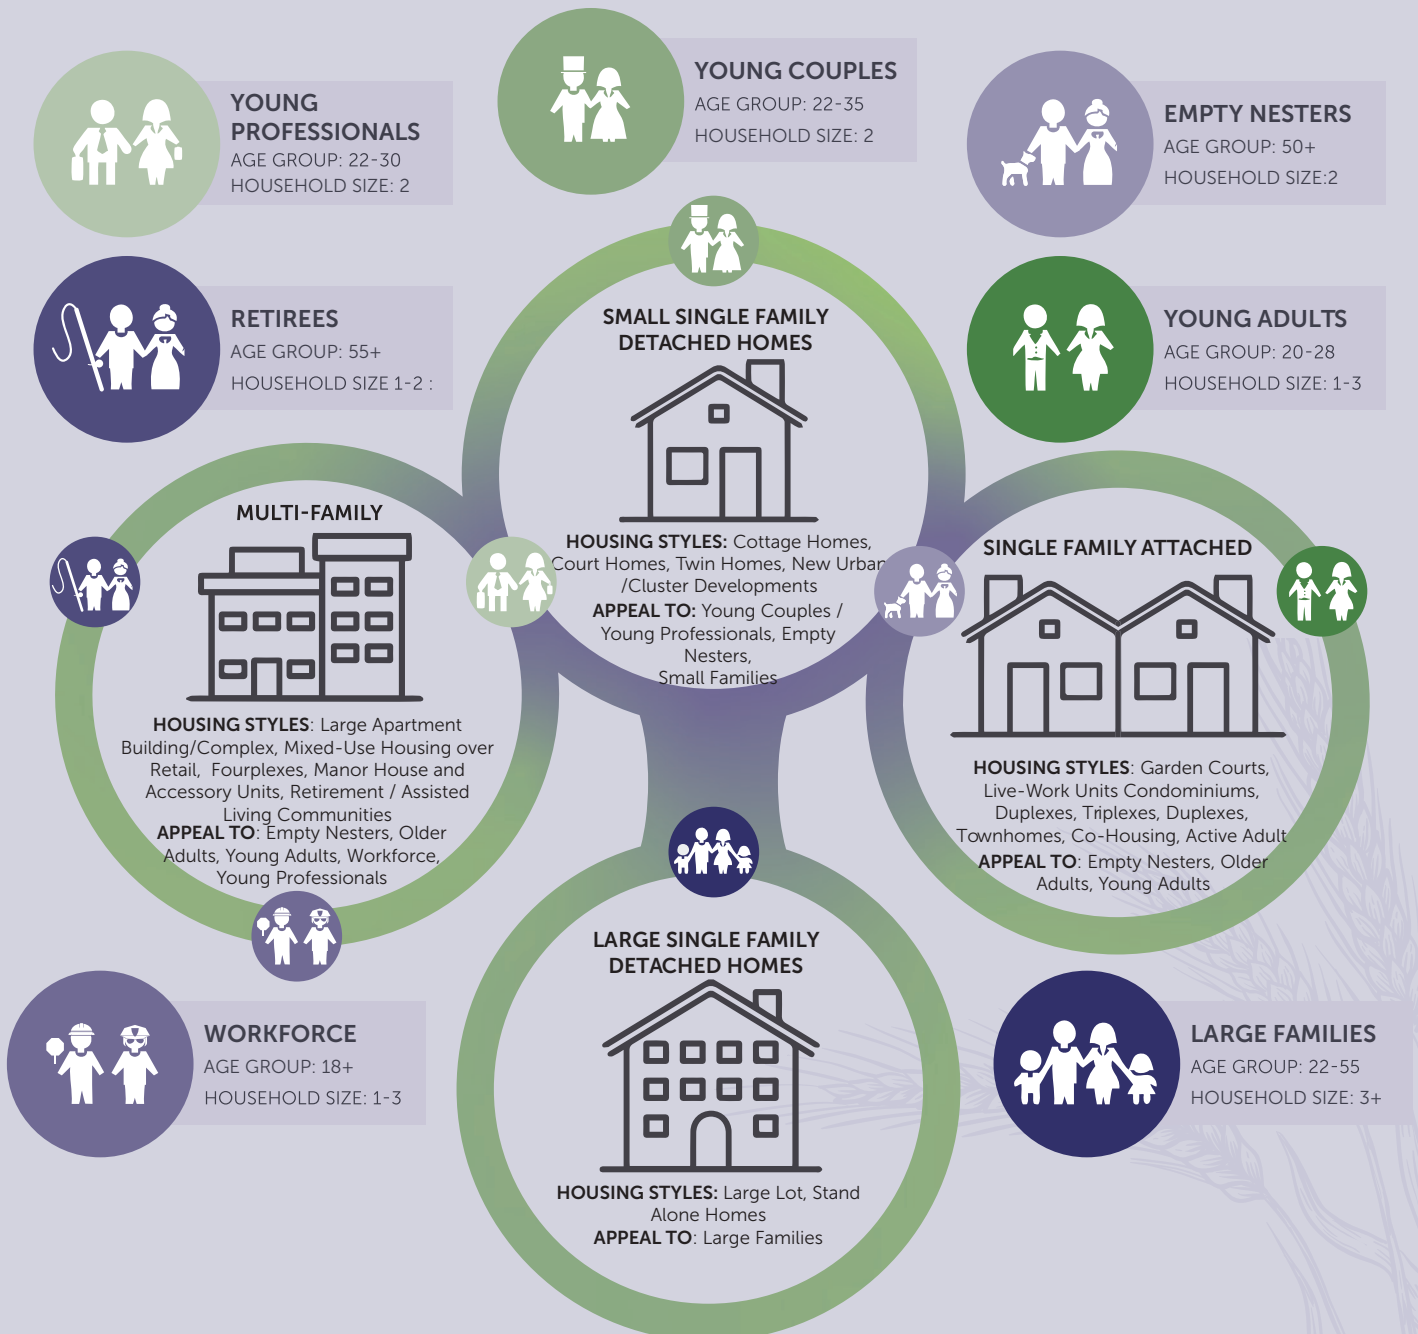 YOUNG COUPLES
AGE GROUP: 22-35
HOUSEHOLD SIZE: 2
YOUNG
PROFESSIONALS
AGE GROUP: 22-30
HOUSEHOLD SIZE: 2
EMPTY NESTERS
AGE GROUP: 50+
HOUSEHOLD SIZE:2
RETIREES
AGE GROUP: 55+
HOUSEHOLD SIZE 1-2 :
YOUNG ADULTS
AGE GROUP: 20-28
HOUSEHOLD SIZE: 1-3
SMALL SINGLE FAMILY
DETACHED HOMES
HOUSING STYLES: Cottage Homes,
Court Homes, Twin Homes, New Urban
/Cluster Developments
APPEAL TO: Young Couples /
Young Professionals, Empty
Nesters,
Small Families
MULTI-FAMILY
HOUSING STYLES: Large Apartment
Building/Complex, Mixed-Use Housing over
Retail, Fourplexes, Manor House and
Accessory Units, Retirement / Assisted
Living Communities
APPEAL TO: Empty Nesters, Older
Adults, Young Adults, Workforce,
Young Professionals
SINGLE FAMILY ATTACHED
HOUSING STYLES: Garden Courts,
Live-Work Units Condominiums,
Duplexes, Triplexes, Duplexes,
Townhomes, Co-Housing, Active Adult
APPEAL TO: Empty Nesters, Older
Adults, Young Adults
LARGE SINGLE FAMILY
DETACHED HOMES
HOUSING STYLES: Large Lot, Stand
Alone Homes
APPEAL TO: Large Families
WORKFORCE
AGE GROUP: 18+
HOUSEHOLD SIZE: 1-3
LARGE FAMILIES
AGE GROUP: 22-55
HOUSEHOLD SIZE: 3+